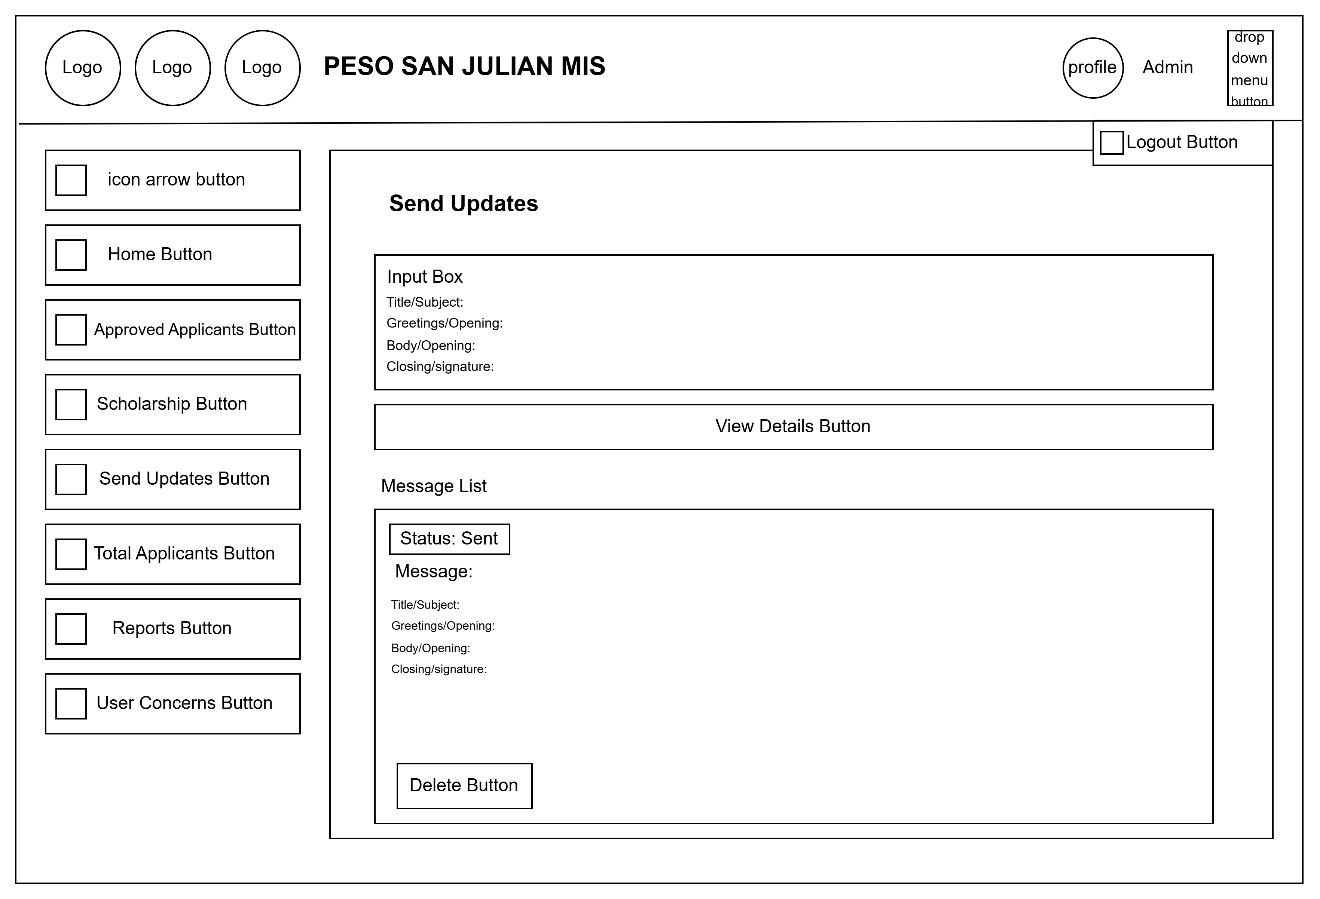 Logo
Logo
Logo
PESO SAN JULIAN MIS
profile
Admin
drop
down
menu
button
Logout Button
icon arrow button
Home Button
Approved Applicants Button
Scholarship Button
Send Updates Button
Total Applicants Button
Reports Button
User Concerns Button
Send Updates
Input Box
Title/Subject:
Greetings/Opening:
Body/Opening:
Closing/signature:
View Details Button
Message List
Status: Sent
Message:
Title/Subject:
Greetings/Opening:
Body/Opening:
Closing/signature:
Delete Button